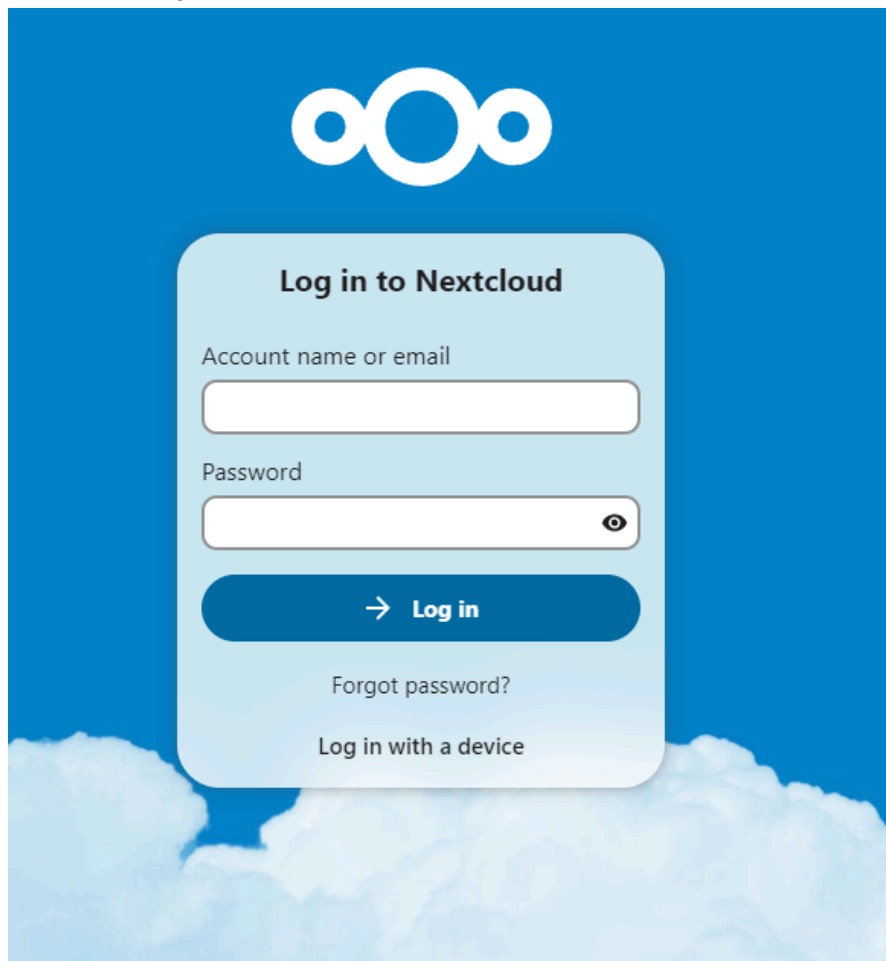 Log in to Nextcloud
Account name or email
Password
Log in
Forgot password?
Log in with a device